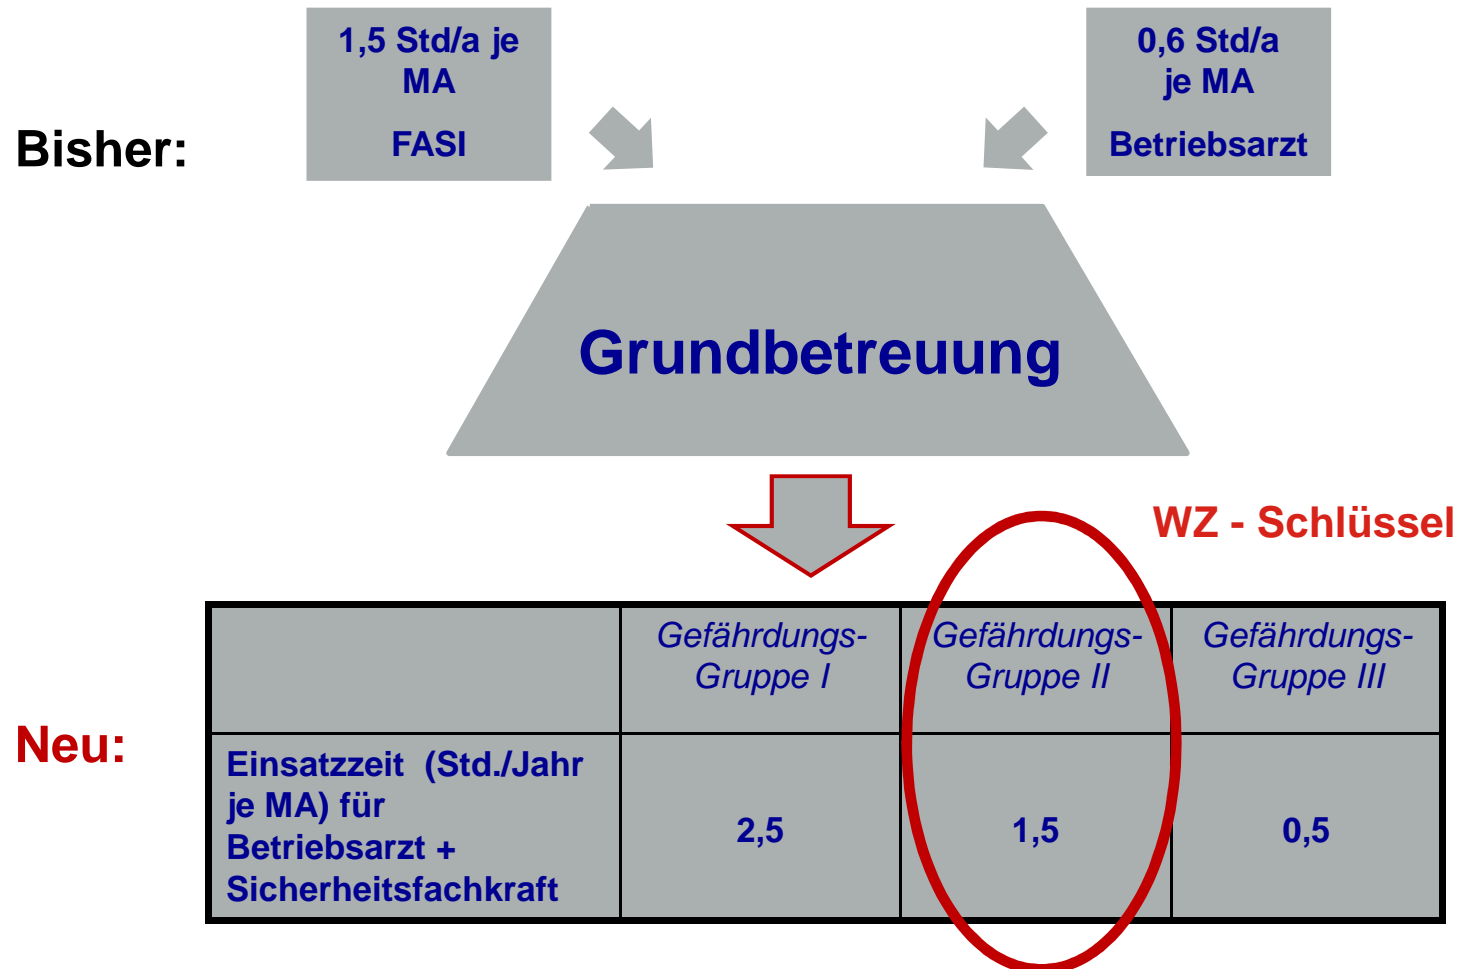 Bisher:
1,5 Std/a je
MA
FASI
0,6 Std/a
je MA
Betriebsarzt
Grundbetreuung
WZ - Schlüssel
Neu:
Gefährdungs-
Gruppe I
Gefährdungs-
Gruppe II
Gefährdungs-
Gruppe III
Einsatzzeit (Std./Jahr
je MA) für
Betriebsarzt +
Sicherheitsfachkraft
2,5
1,5
0,5